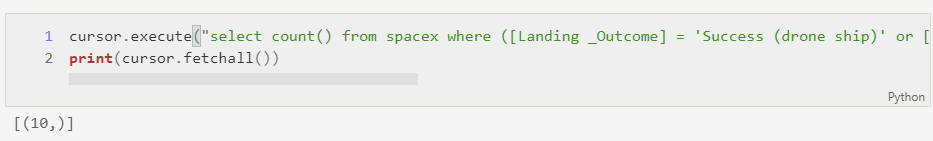 1 cursor.execute("select count() from spacex where ([Landing _Outcome] = 'Success (drone ship)' or [
2 print(cursor.fetchall())
Python
[(10,)]